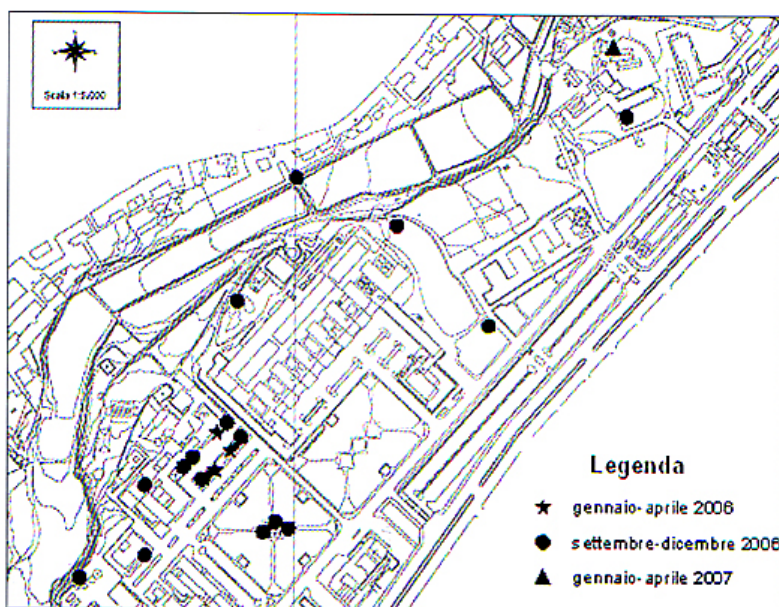 Scala 1:5.000
Legenda
gennaio-aprile 2006
settembre-dicembre 2006
gennaio-aprile 2007